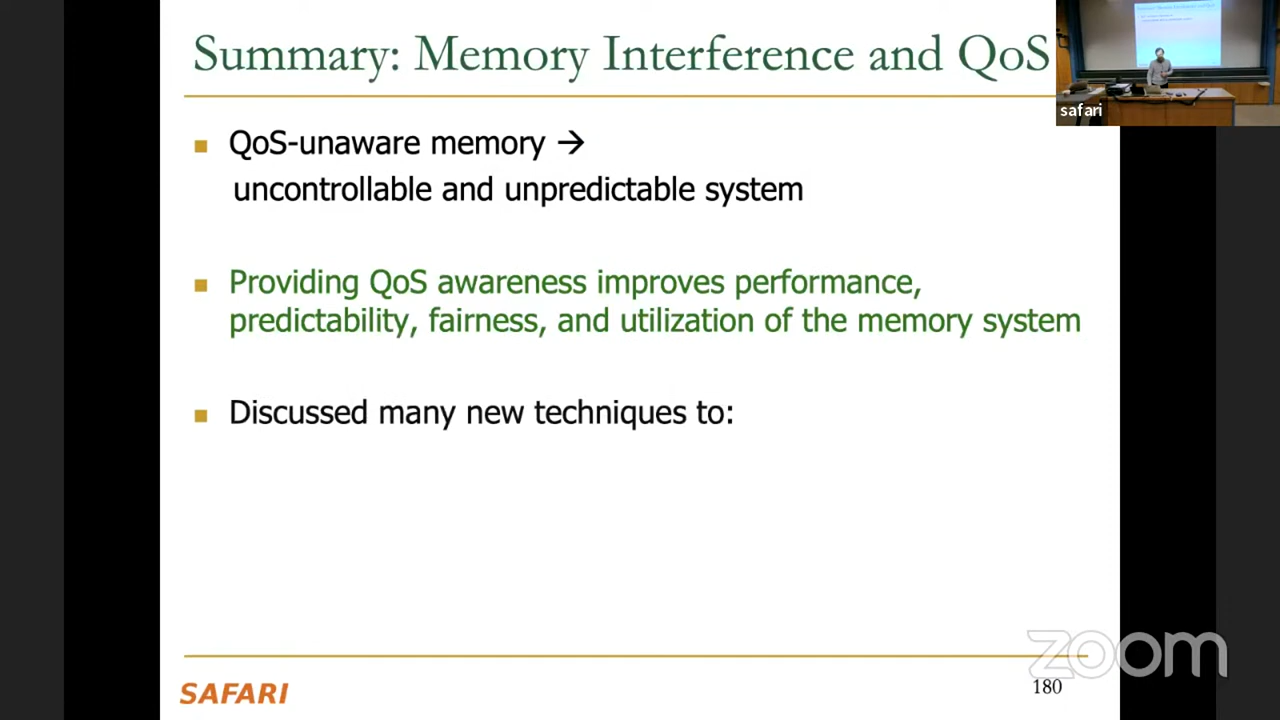 Summary: Memory Interference and QoS
safari
QoS-unaware memory →
uncontrollable and unpredictable system
Providing QoS awareness improves performance,
predictability, fairness, and utilization of the memory system
Discussed many new techniques to:
zoom
SAFARI
180